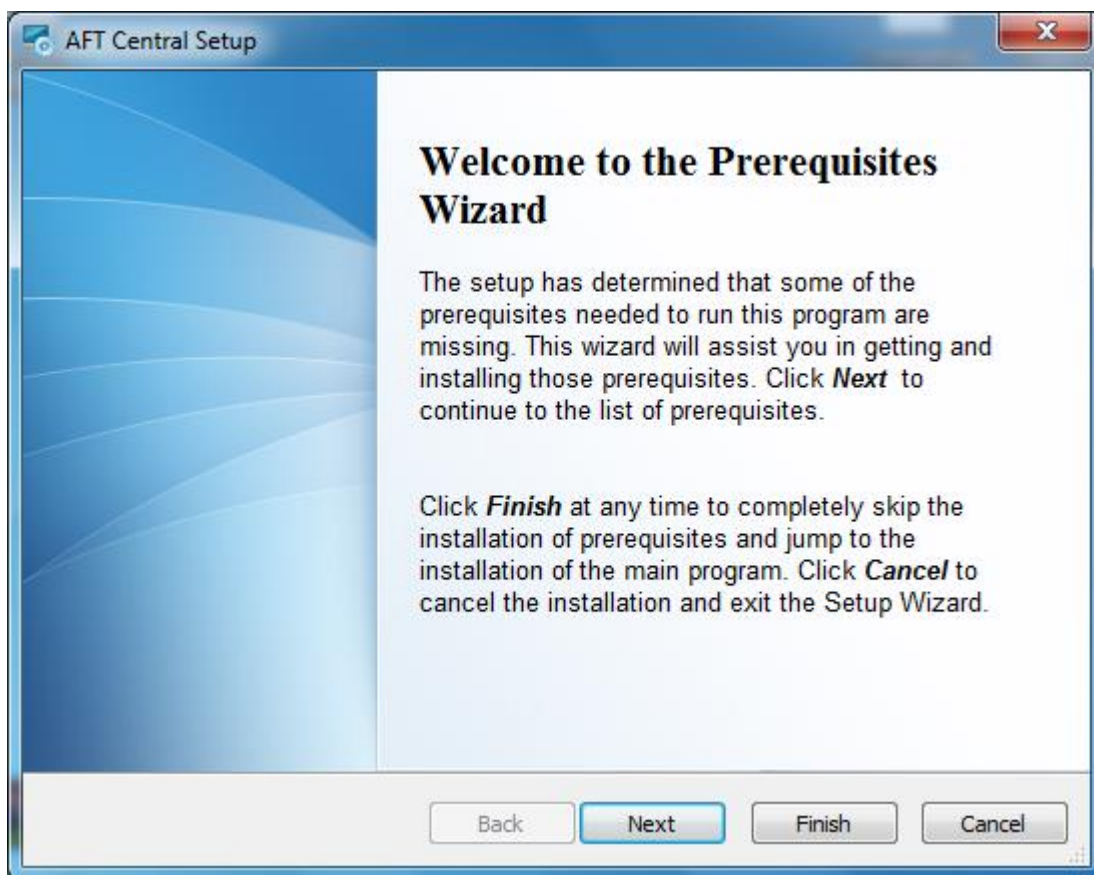 AFT Central Setup
Welcome to the Prerequisites
Wizard
The setup has determined that some of the
prerequisites needed to run this program are
missing. This wizard will assist you in getting and
installing those prerequisites. Click Next to
continue to the list of prerequisites.
Click Finish at any time to completely skip the
installation of prerequisites and jump to the
installation of the main program. Click Cancel to
cancel the installation and exit the Setup Wizard.
Back Next Finish Cancel